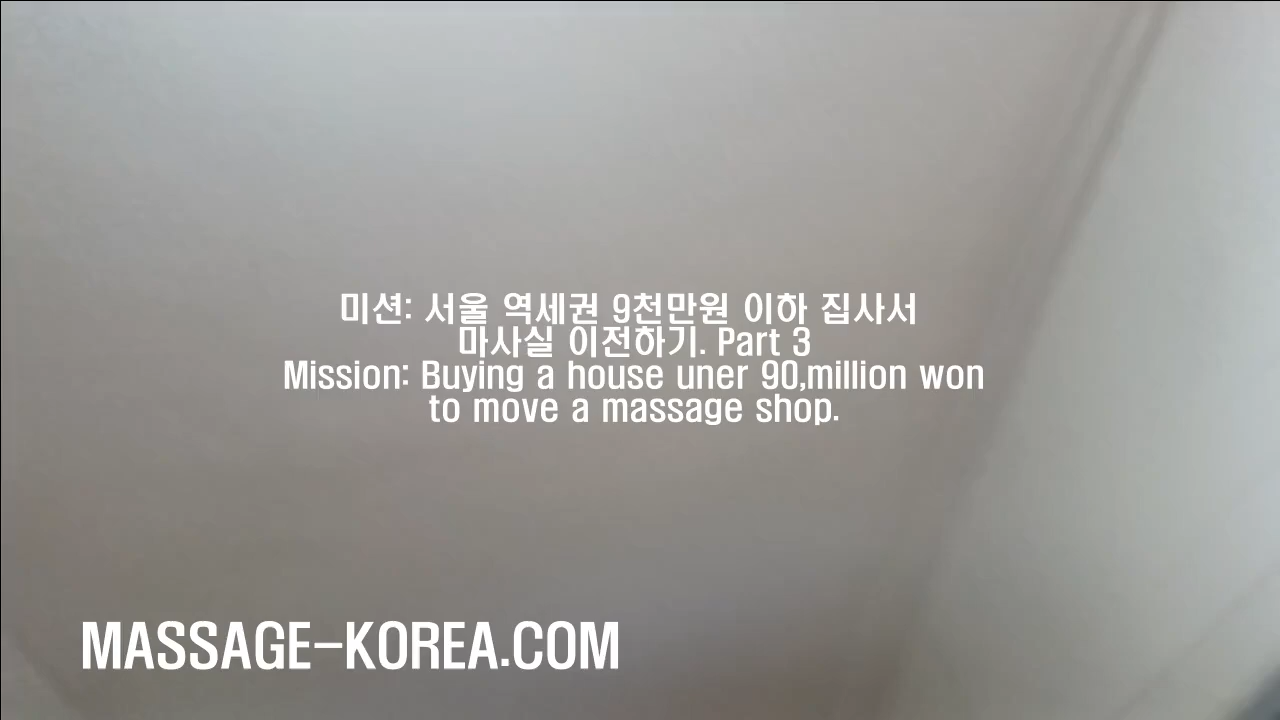 미션: 서울 역세권 9천만원 이하 집사서
마사실 이전하기. Part 3
Mission: Buying a house uner 90,million won
to move a massage shop.
MASSAGE-KOREA.COM